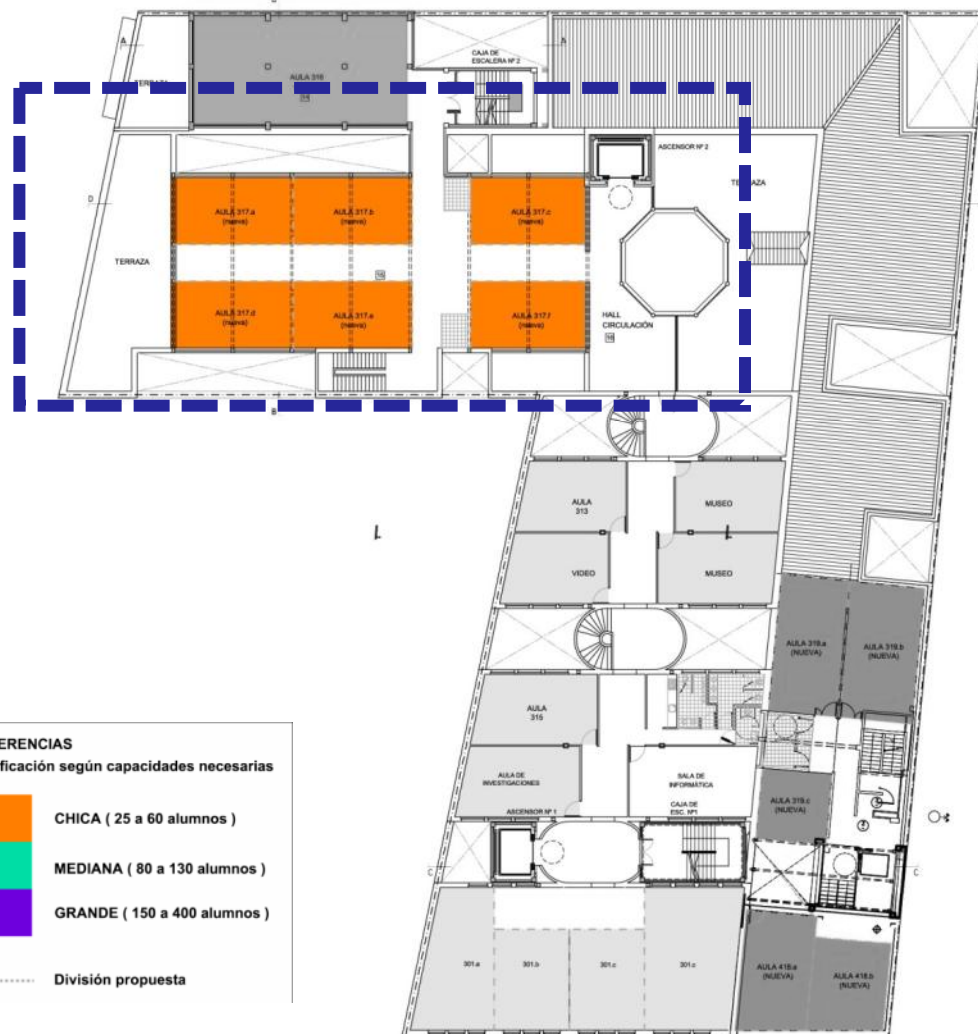 A
A
CAJA DE
ESCALERA Nº 2
AULA 318
TERRAZA
ASCENSOR Nº 2
TERRAZA
D
AULA 317.a
(nueva)
AULA 317.b
(nueva)
AULA 317.c
(nueva)
TERRAZA
15
AULA 317.d
(nueva)
AULA 317.e
(nueva)
AULA 317.f
(nueva)
HALL
CIRCULACIÓN
16
B
AULA
313
MUSEO
VIDEO
MUSEO
AULA 319.a
(NUEVA)
AULA 319.b
(NUEVA)
AULA
315
AULA DE
INVESTIGACIONES
SALA DE
INFORMÁTICA
ASCENSOR Nº 1
CAJA DE
ESC. Nº1
AULA 319.c
(NUEVA)
C
C
301.a
301.b
301.c
301.c
AULA 418.a
(NUEVA)
AULA 418.b
(NUEVA)
ERENCIAS
ificación según capacidades necesarias
CHICA ( 25 a 60 alumnos )
MEDIANA ( 80 a 130 alumnos )
GRANDE ( 150 a 400 alumnos )
División propuesta